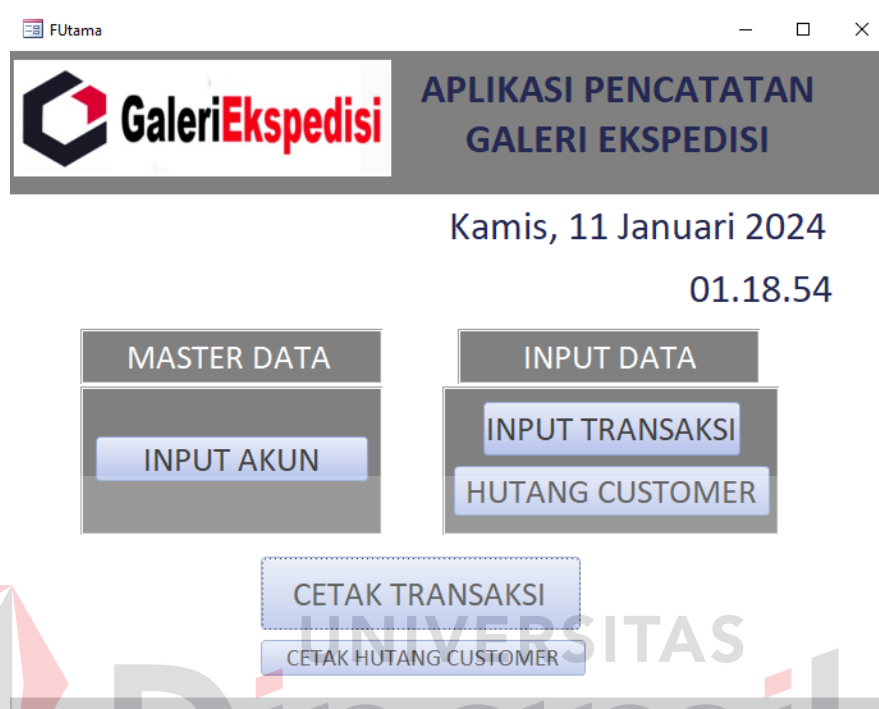 FUtama
GaleriEkspedisi
APLIKASI PENCATATAN
GALERI EKSPEDISI
Kamis, 11 Januari 2024
01.18.54
MASTER DATA
INPUT DATA
INPUT AKUN
INPUT TRANSAKSI
HUTANG CUSTOMER
CETAK TRANSAKSI
UNIVERSITAS
CETAK HUTANG CUSTOMER